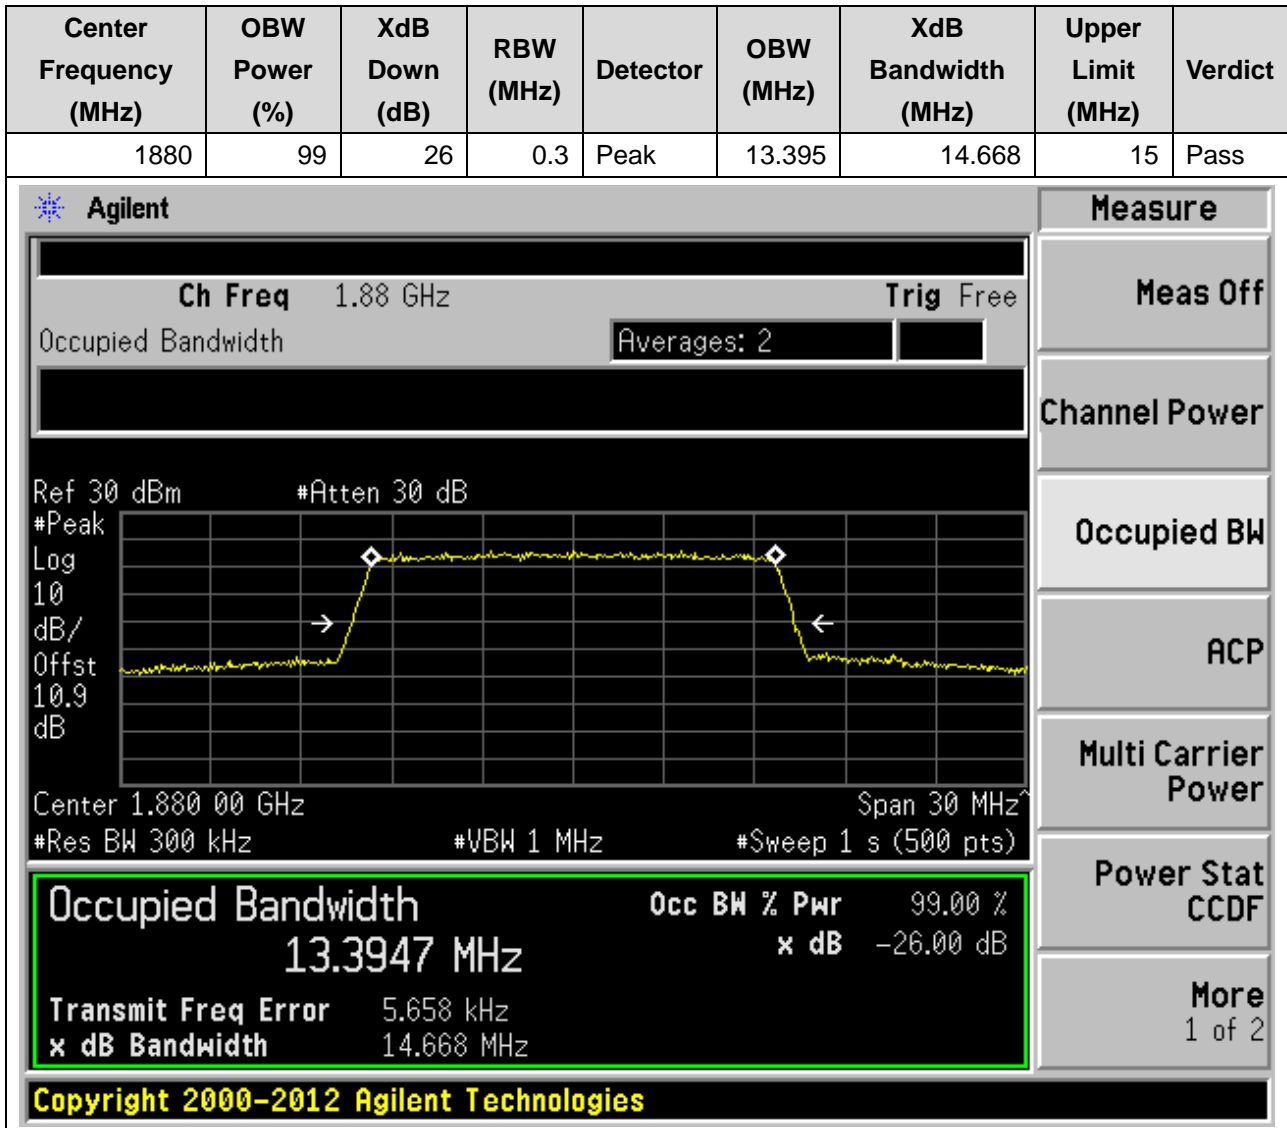 Center Frequency (MHz) OBW Power (%) XdB Down (dB) RBW (MHz) Detector OBW (MHz) XdB Bandwidth (MHz) Upper Limit (MHz) Verdict
1880 99 26 0.3 Peak 13.395 14.668 15 Pass
Agilent
Measure
Ch Freq 1.88 GHz Trig Free
Meas Off
Occupied Bandwidth Averages: 2
Channel Power
Ref 30 dBm #Atten 30 dB
#Peak
Log
10
dB/
Offst
10.9
dB
Occupied BW
ACP
Multi Carrier
Power
Center 1.880 00 GHz Span 30 MHz^
#Res BW 300 kHz #VBW 1 MHz #Sweep 1 s (500 pts)
Power Stat
CCDF
Occupied Bandwidth Occ BW % Pwr 99.00 %
13.3947 MHz x dB -26.00 dB
Transmit Freq Error 5.658 kHz
x dB Bandwidth 14.668 MHz
More
1 of 2
Copyright 2000-2012 Agilent Technologies